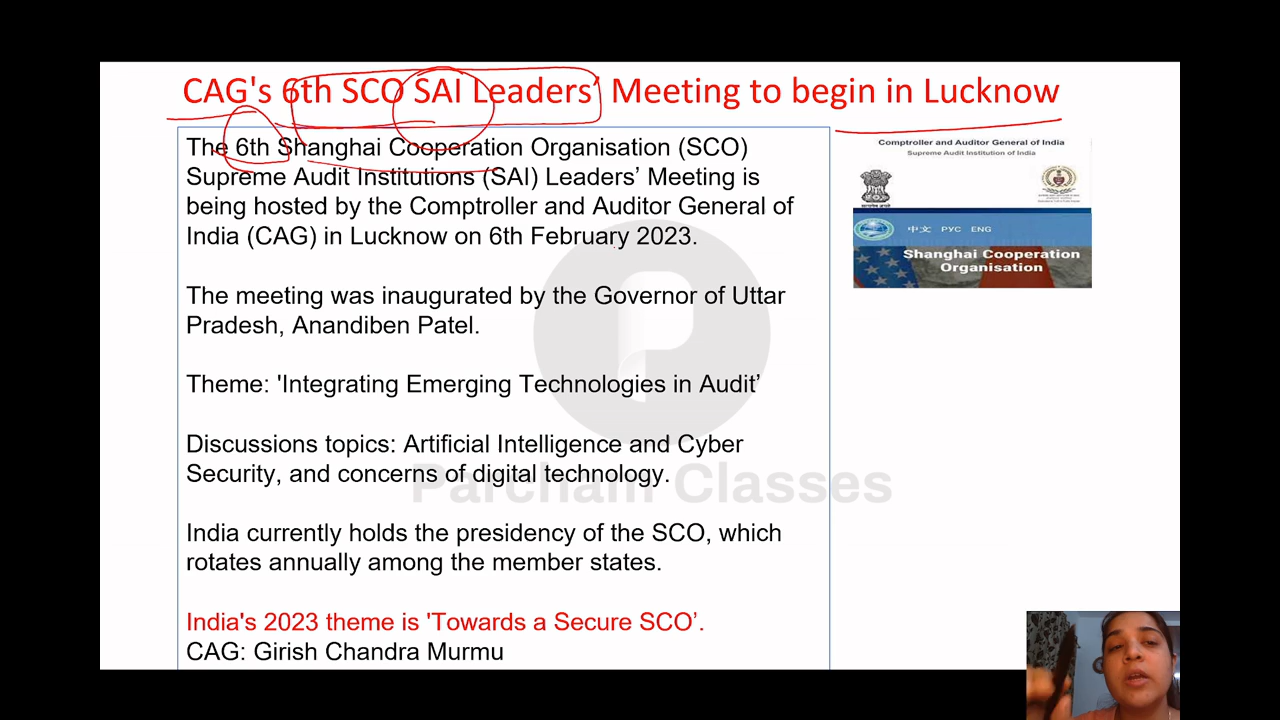 CAG's 6th SCO SAI Leaders’ Meeting to begin in Lucknow
The 6th Shanghai Cooperation Organisation (SCO)
Supreme Audit Institutions (SAI) Leaders’ Meeting is
being hosted by the Comptroller and Auditor General of
India (CAG) in Lucknow on 6th February 2023.
The meeting was inaugurated by the Governor of Uttar
Pradesh, Anandiben Patel.
Theme: 'Integrating Emerging Technologies in Audit’
Discussions topics: Artificial Intelligence and Cyber
Security, and concerns of digital technology.
India currently holds the presidency of the SCO, which
rotates annually among the member states.
India's 2023 theme is 'Towards a Secure SCO’.
CAG: Girish Chandra Murmu
Comptroller and Auditor General of India
Supreme Audit Institution of India
中文 РУС ENG
Shanghai Cooperation
Organisation
Parcham Classes